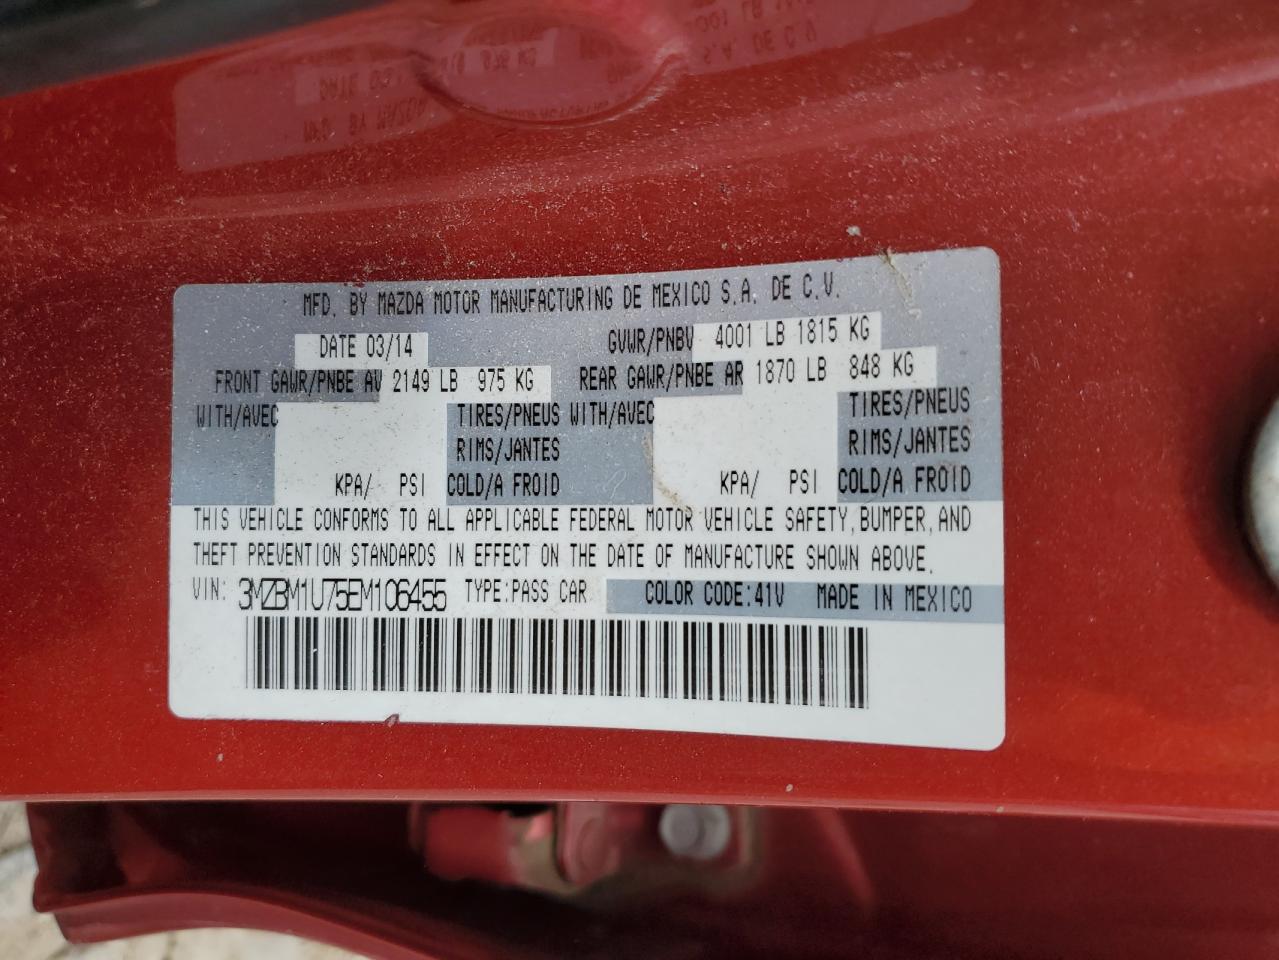 MFD. BY MAZDA MOTOR MANUFACTURING DE MEXICO S.A. DE C.V.
DATE 03/14 GVWR/PNBV 4001 LB 1815 KG
FRONT GAWR/PNBE AV 2149 LB 975 KG REAR GAWR/PNBE AR 1870 LB 848 KG
WITH/AVEC TIRES/PNEUS WITH/AVEC TIRES/PNEUS
RIMS/JANTES RIMS/JANTES
KPA/ PSI COLD/A FROID KPA/ PSI COLD/A FROID
THIS VEHICLE CONFORMS TO ALL APPLICABLE FEDERAL MOTOR VEHICLE SAFETY, BUMPER, AND
THEFT PREVENTION STANDARDS IN EFFECT ON THE DATE OF MANUFACTURE SHOWN ABOVE.
VIN: 3MZBM1U75EM106455 TYPE:PASS CAR COLOR CODE:41V MADE IN MEXICO